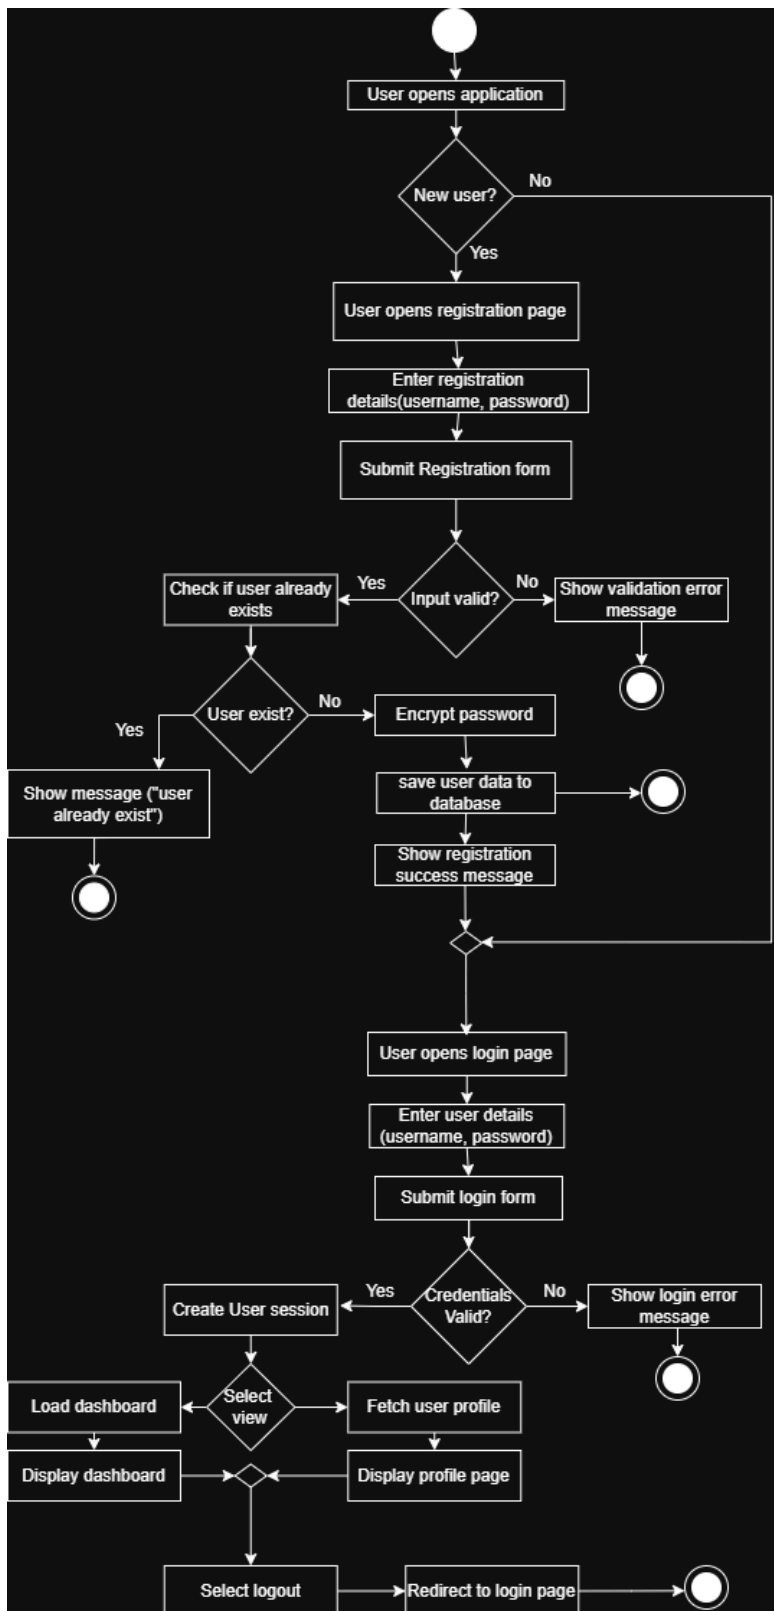 User opens application
New user?
No
Yes
User opens registration page
Enter registration
details(username, password)
Submit Registration form
Check if user already
exists
Yes
Input valid?
No
Show validation error
message
User exist?
No
Encrypt password
Yes
Show message ("user
already exist")
save user data to
database
Show registration
success message
User opens login page
Enter user details
(username, password)
Submit login form
Create User session
Yes
Credentials
Valid?
No
Show login error
message
Load dashboard
Select
view
Fetch user profile
Display dashboard
Display profile page
Select logout
Redirect to login page